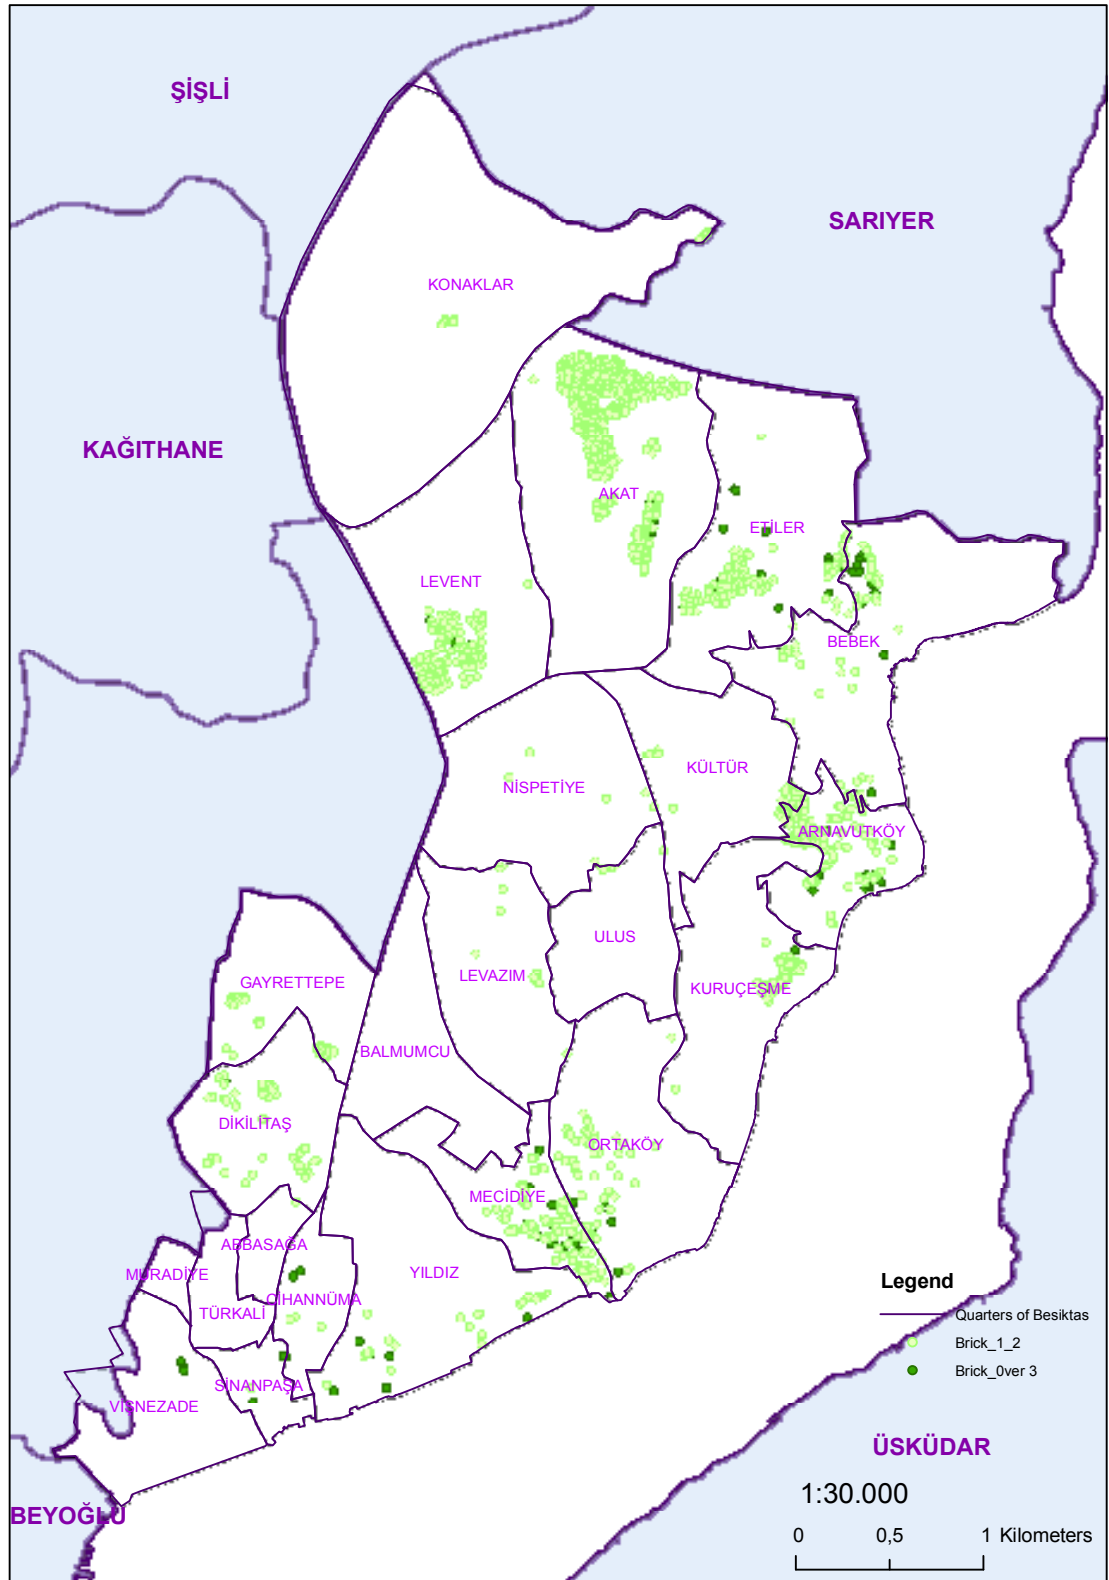 ŞİŞLİ
SARIYER
KONAKLAR
KAĞITHANE
AKAT
ETİLER
LEVENT
BEBEK
KÜLTÜR
NİSPETİYE
ARNAVUTKÖY
ULUS
LEVAZIM
GAYRETTEPE
KURUÇEŞME
BALMUMCU
DİKİLİTAŞ
ORTAKÖY
MECİDİYE
ABBASAĞA
MURADİYE
YILDIZ
CİHANNÜMA
TÜRKALİ
SİNANPAŞA
VİŞNEZADE
Legend
Quarters of Besiktas
Brick_1_2
Brick_0ver 3
ÜSKÜDAR
BEYOĞLU
1:30.000
0 0,5 1 Kilometers